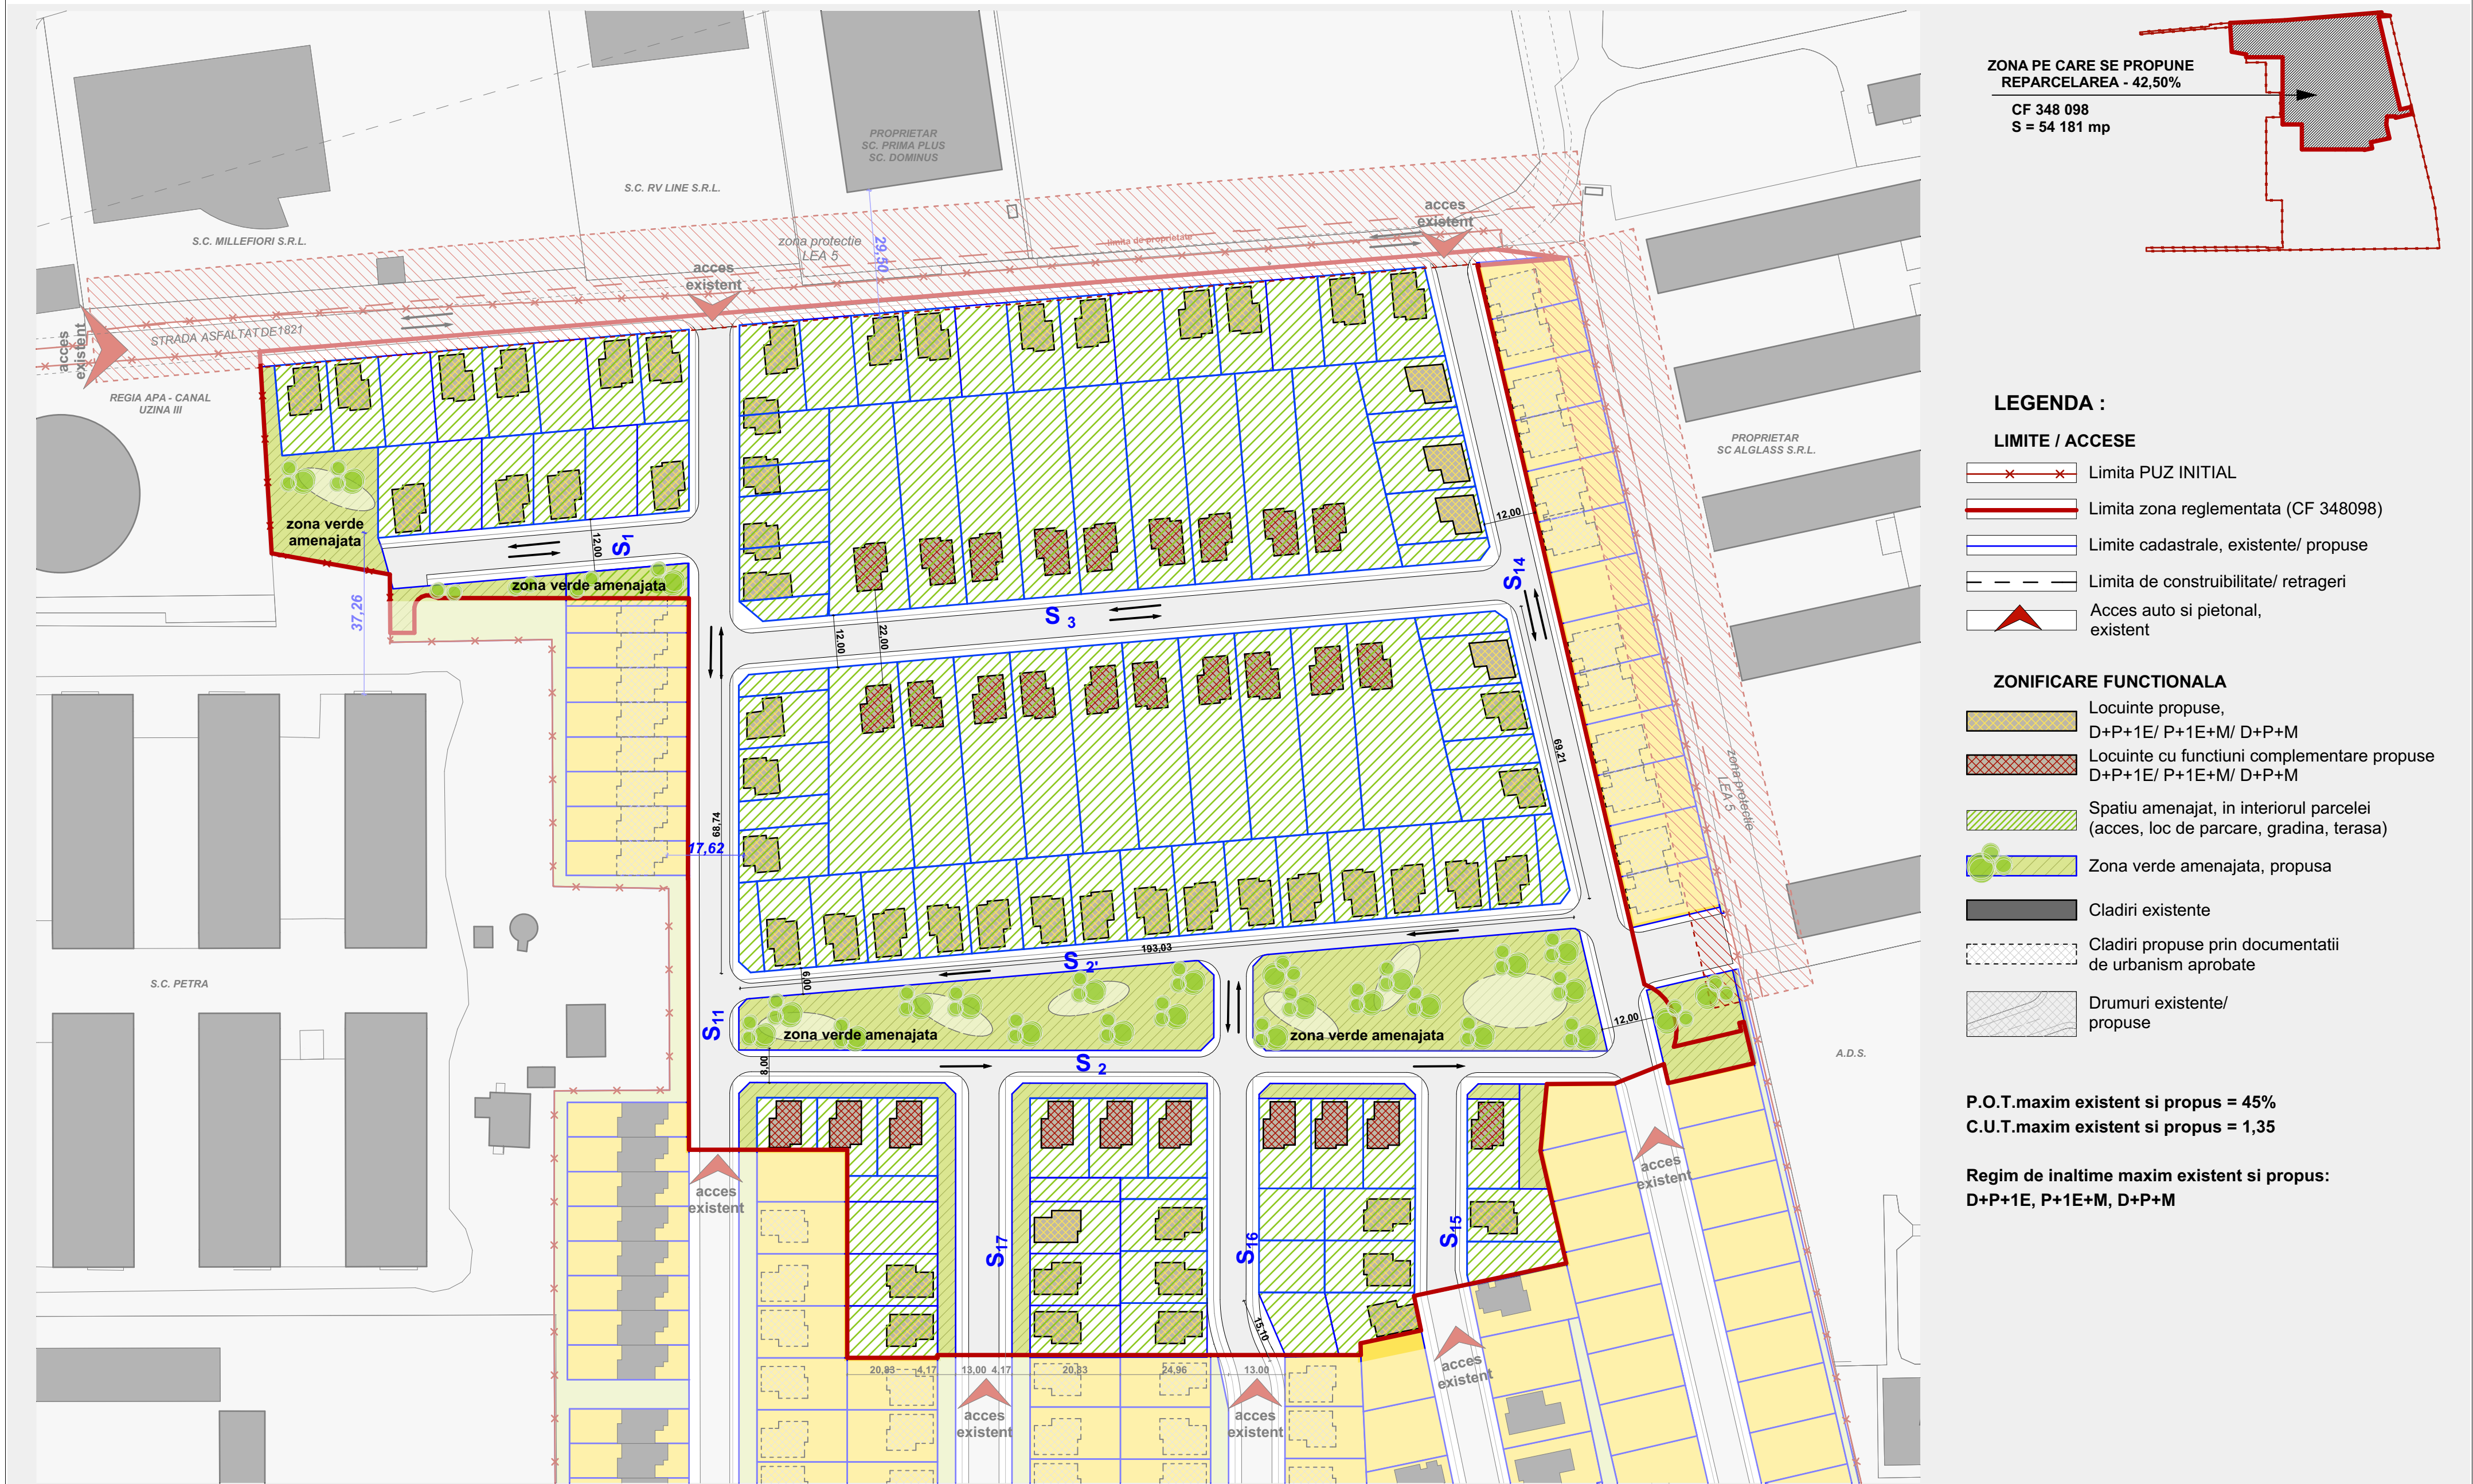 ZONA PE CARE SE PROPUNE
REPARCELAREA - 42,50%
CF 348 098
S = 54 181 mp
PROPRIETAR
SC. PRIMA PLUS
SC. DOMINUS
S.C. RV LINE S.R.L.
S.C. MILLEFIORI S.R.L.
zona protectie
LEA 5
29,50
limita de proprietate
acces
existent
acces
existent
acces
existent
STRADA ASFALTAT DE1821
REGIA APA - CANAL
UZINA III
PROPRIETAR
SC ALGLASS S.R.L.
zona verde
amenajata
12,00
S1
zona verde amenajata
37,26
12,00
S14
S 3
12,00
22,00
69,21
zona protectie
LEA 5
68,74
17,62
193,03
S 2'
6,00
S.C. PETRA
S11
zona verde amenajata
zona verde amenajata
12,00
8,00
S 2
A.D.S.
acces
existent
acces
existent
S17
S16
S15
15,10
20,83
4,17
13,00
4,17
20,83
24,96
13,00
acces
existent
acces
existent
acces
existent
LEGENDA :
LIMITE / ACCESE
Limita PUZ INITIAL
Limita zona reglementata (CF 348098)
Limite cadastrale, existente/ propuse
Limita de construibilitate/ retrageri
Acces auto si pietonal,
existent
ZONIFICARE FUNCTIONALA
Locuinte propuse,
D+P+1E/ P+1E+M/ D+P+M
Locuinte cu functiuni complementare propuse
D+P+1E/ P+1E+M/ D+P+M
Spatiu amenajat, in interiorul parcelei
(acces, loc de parcare, gradina, terasa)
Zona verde amenajata, propusa
Cladiri existente
Cladiri propuse prin documentatii
de urbanism aprobate
Drumuri existente/
propuse
P.O.T.maxim existent si propus = 45%
C.U.T.maxim existent si propus = 1,35
Regim de inaltime maxim existent si propus:
D+P+1E, P+1E+M, D+P+M